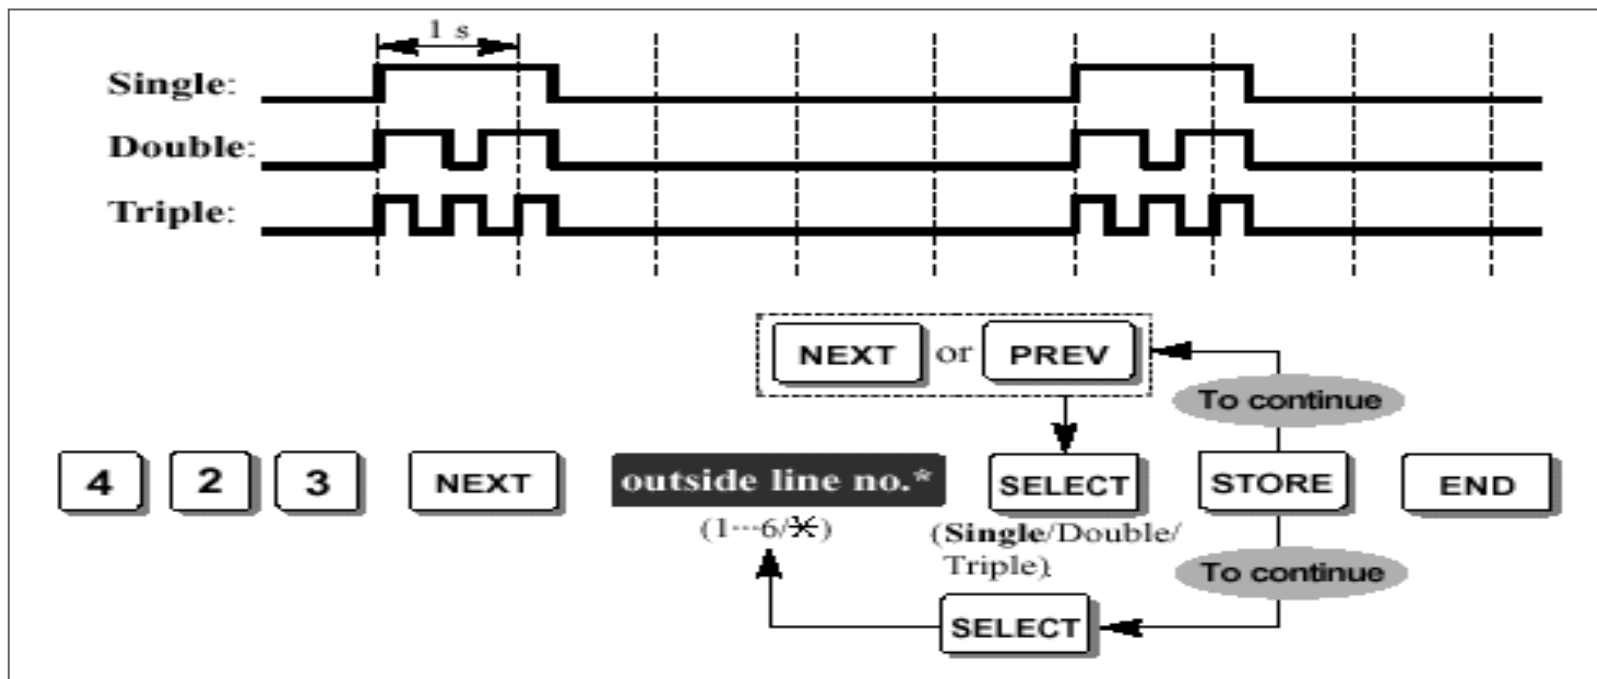 1 s
Single:
Double:
Triple:
NEXT or PREV
To continue
4 2 3 NEXT outside line no.* SELECT STORE END
(1···6/✕) (Single/Double/
Triple)
To continue
SELECT